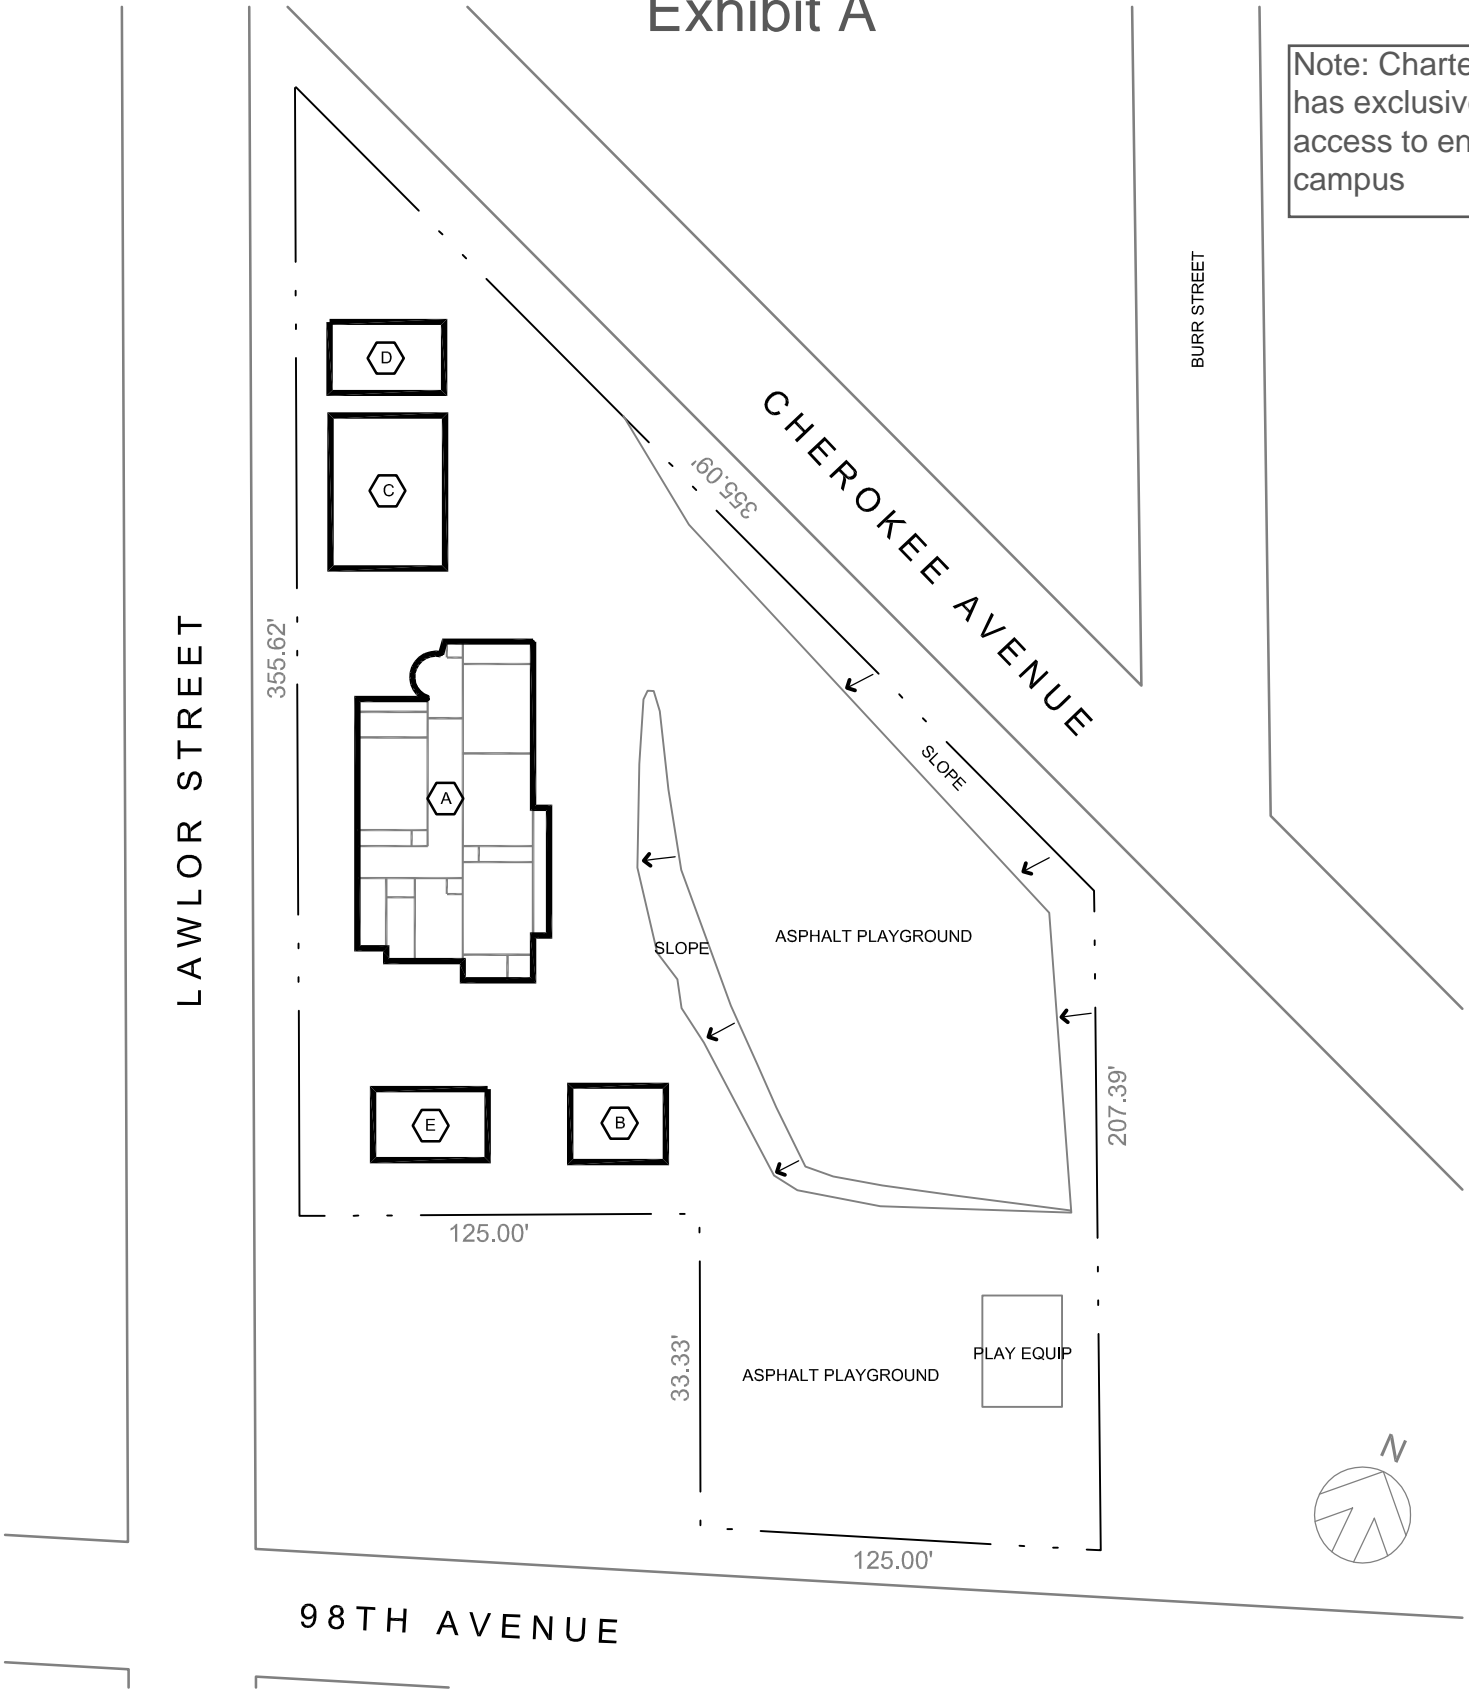 Exhibit A
Note: Charte
has exclusive
access to en
campus
BURR STREET
D
CHEROKEE AVENUE
C
355.09'
355.62'
LAWLOR STREET
A
SLOPE
SLOPE
ASPHALT PLAYGROUND
207.39'
E
B
125.00'
33.33'
PLAY EQUIP
ASPHALT PLAYGROUND
N
125.00'
98TH AVENUE